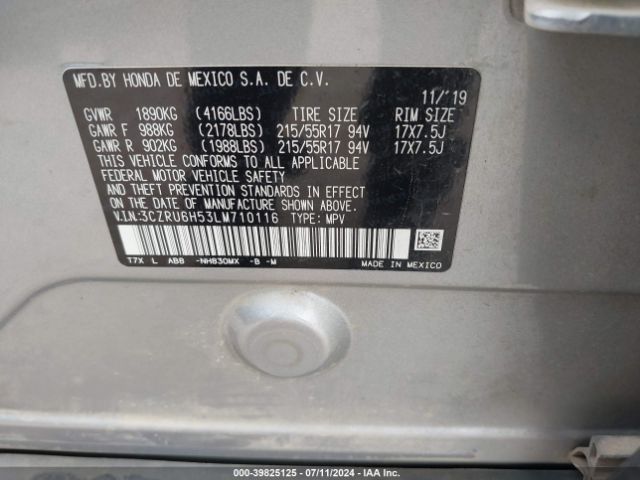 MFD.BY HONDA DE MEXICO S.A. DE C.V.
11/'19
GVWR 1890KG (4166LBS) TIRE SIZE RIM SIZE
GAWR F 988KG (2178LBS) 215/55R17 94V 17X7.5J
GAWR R 902KG (1988LBS) 215/55R17 94V 17X7.5J
THIS VEHICLE CONFORMS TO ALL APPLICABLE
FEDERAL MOTOR VEHICLE SAFETY
AND THEFT PREVENTION STANDARDS IN EFFECT
ON THE DATE OF MANUFACTURE SHOWN ABOVE.
V.I.N:3CZRU6H53LM710116 TYPE: MPV
T7X L ABB -NH830MX -B -M MADE IN MEXICO
000-39825125 - 07/11/2024 - IAA Inc.